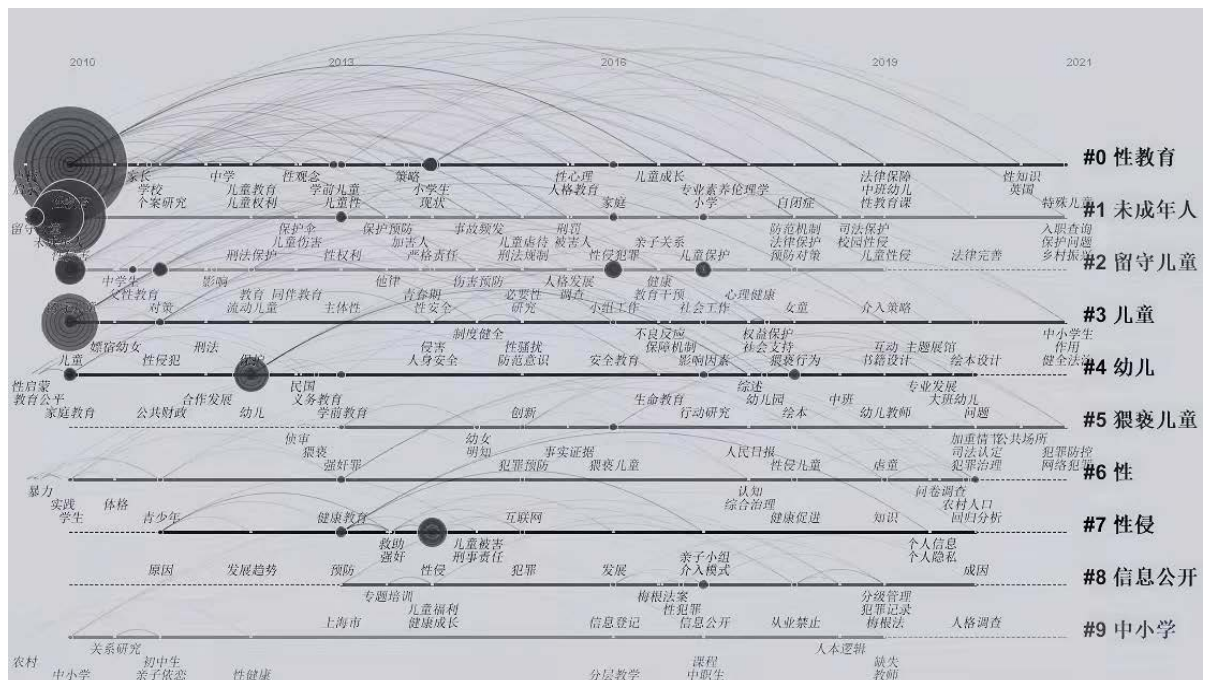 2010 2013 2016 2019 2021
#0 性教育
家长 中学 性观念 策略 性心理 儿童成长 法律保障 性知识
学校 儿童教育 学前儿童 小学生 人格教育 专业素养伦理学 中班幼儿 英国
个案研究 儿童权利 儿童性 现状 家庭 小学 自闭症 性教育课 特殊儿童
#1 未成年人
保护伞 保护预防 事故频发 刑罚 防范机制 司法保护 入职查询
儿童伤害 加害人 儿童虐待 被害人 亲子关系 法律保护 校园性侵 保护问题
刑法保护 性权利 严格责任 刑法规制 性侵犯罪 儿童保护 预防对策 儿童性侵 法律完善 乡村振兴
#2 留守儿童
中学生 影响 他律 伤害预防 人格发展 健康
父性教育 教育 同伴教育 青春期 必要性 调查 教育干预 心理健康
对策 流动儿童 主体性 性安全 研究 小组工作 社会工作 女童 介入策略
#3 儿童
制度健全 不良反应 权益保护 中小学生
嫖宿幼女 刑法 侵害 性骚扰 保障机制 社会支持 互动 主题展馆 作用
儿童 性侵犯 保护 人身安全 防范意识 安全教育 影响因素 猥亵行为 书籍设计 绘本设计 健全法治
#4 幼儿
性启蒙 民国 综述 专业发展
教育公平 合作发展 义务教育 生命教育 幼儿园 中班 大班幼儿
家庭教育 公共财政 幼儿 学前教育 创新 行动研究 绘本 幼儿教师 问题
#5 猥亵儿童
侦审 幼女 加重情节 公共场所
猥亵 明知 事实证据 人民日报 司法认定 犯罪防控
强奸罪 犯罪预防 猥亵儿童 性侵儿童 虐童 犯罪治理 网络犯罪
#6 性
暴力 认知 问卷调查
实践 体格 综合治理 农村人口
学生 青少年 健康教育 互联网 健康促进 知识 回归分析
#7 性侵
救助 儿童被害 亲子小组 个人信息
强奸 刑事责任 介入模式 个人隐私
原因 发展趋势 预防 性侵 犯罪 发展 成因
#8 信息公开
专题培训 梅根法案 分级管理
儿童福利 性犯罪 犯罪记录
上海市 健康成长 信息登记 信息公开 从业禁止 梅根法 人格调查
#9 中小学
关系研究 人本逻辑
农村 初中生 课程 缺失
中小学 亲子依恋 性健康 分层教学 中职生 教师